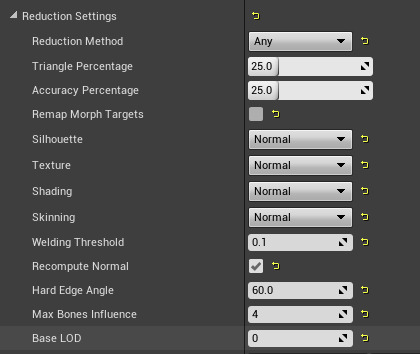 Reduction Settings
Reduction Method Any
Triangle Percentage 25.0
Accuracy Percentage 25.0
Remap Morph Targets
Silhouette Normal
Texture Normal
Shading Normal
Skinning Normal
Welding Threshold 0.1
Recompute Normal
Hard Edge Angle 60.0
Max Bones Influence 4
Base LOD 0